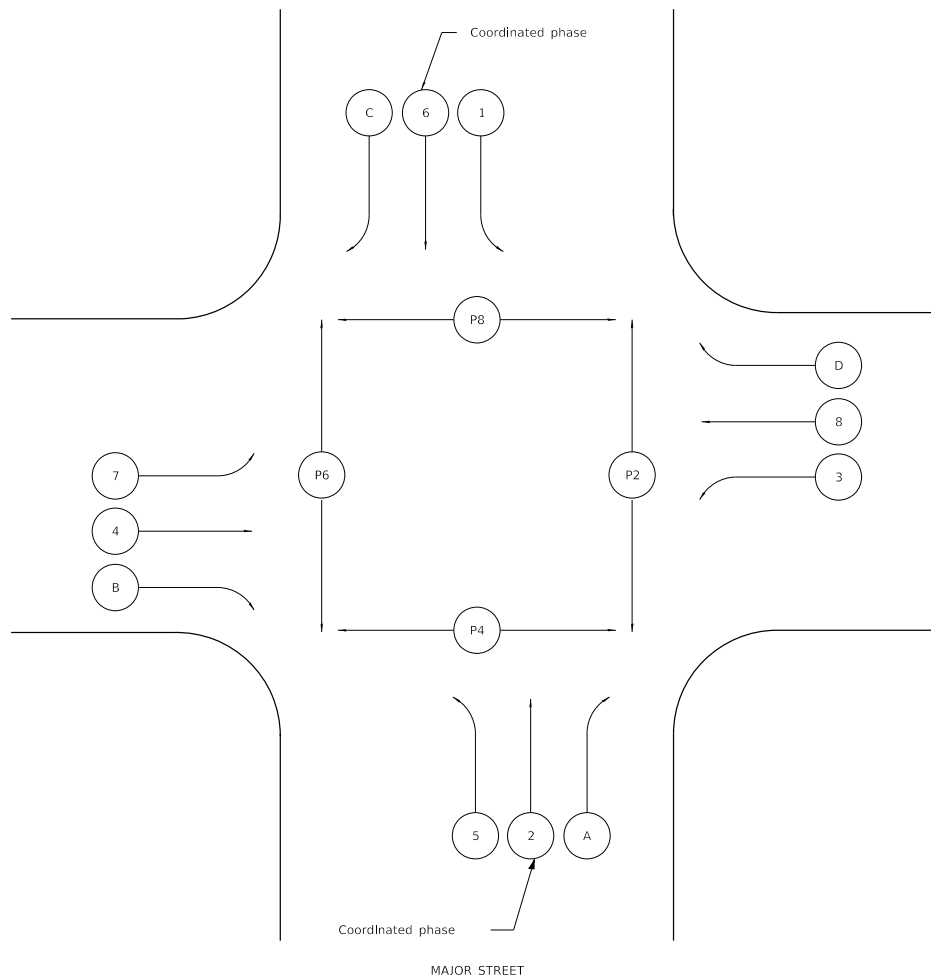 Coordinated phase
C 6 1
P8
D
8
7 P6 P2 3
4
B
P4
5 2 A
Coordinated phase
MAJOR STREET